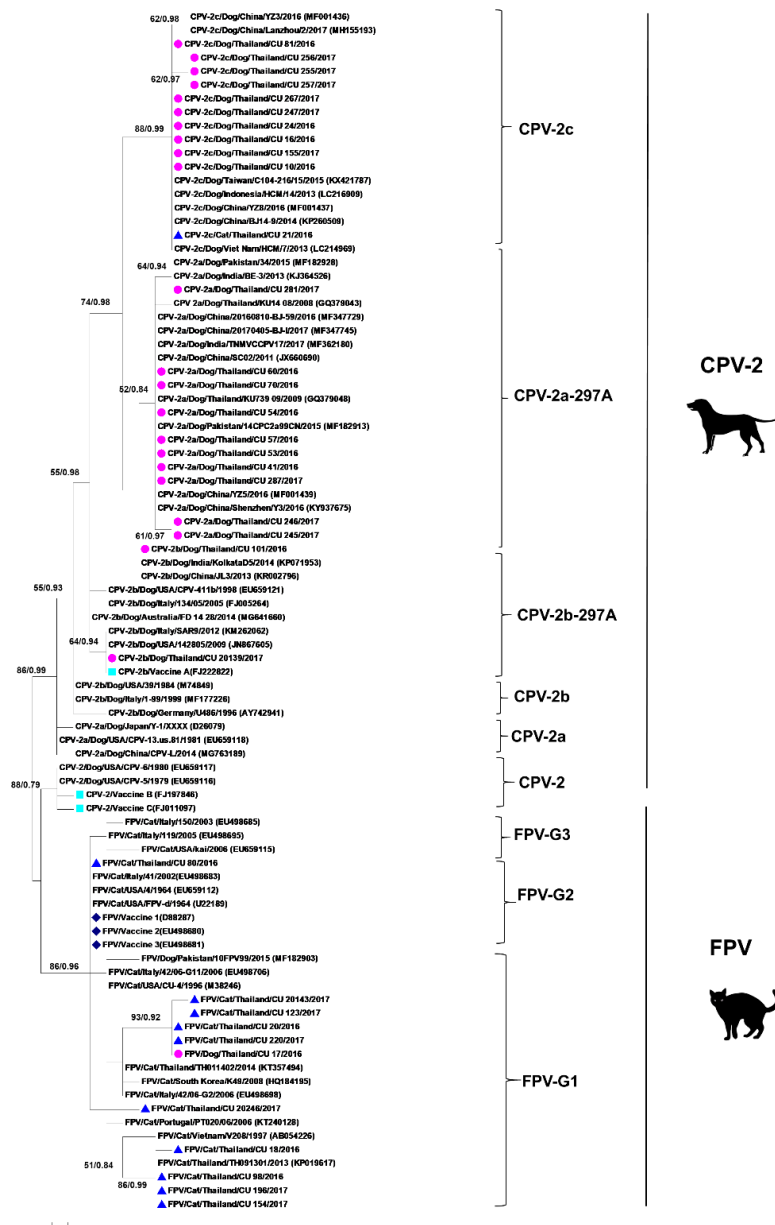 62/0.98
CPV-2c/Dog/China/YZ3/2016 (MF001436)
CPV-2c/Dog/China/Lanzhou/2/2017 (MH155193)
CPV-2c/Dog/Thailand/CU 81/2016
CPV-2c/Dog/Thailand/CU 256/2017
CPV-2c/Dog/Thailand/CU 255/2017
62/0.97
CPV-2c/Dog/Thailand/CU 257/2017
CPV-2c/Dog/Thailand/CU 267/2017
CPV-2c/Dog/Thailand/CU 247/2017
CPV-2c/Dog/Thailand/CU 24/2016
88/0.99
CPV-2c
CPV-2c/Dog/Thailand/CU 16/2016
CPV-2c/Dog/Thailand/CU 155/2017
CPV-2c/Dog/Thailand/CU 10/2016
CPV-2c/Dog/Taiwan/C104-216/15/2015 (KX421787)
CPV-2c/Dog/Indonesia/HCM/14/2013 (LC216909)
CPV-2c/Dog/China/YZ8/2016 (MF001437)
CPV-2c/Dog/China/BJ14-9/2014 (KP260509)
CPV-2c/Cat/Thailand/CU 21/2016
CPV-2c/Dog/Viet Nam/HCM/7/2013 (LC214969)
CPV-2a/Dog/Pakistan/34/2015 (MF182928)
64/0.94
CPV-2a/Dog/India/BE-3/2013 (KJ364526)
CPV-2a/Dog/Thailand/CU 281/2017
74/0.98
CPV 2a/Dog/Thailand/KU14 08/2008 (GQ379043)
CPV-2a/Dog/China/20160810-BJ-59/2016 (MF347729)
CPV-2a/Dog/China/20170405-BJ-I/2017 (MF347745)
CPV-2a/Dog/India/TNMVCCPV17/2017 (MF362180)
CPV-2a/Dog/China/SC02/2011 (JX660690)
CPV-2
CPV-2a/Dog/Thailand/CU 60/2016
CPV-2a/Dog/Thailand/CU 70/2016
52/0.84
CPV-2a-297A
CPV-2a/Dog/Thailand/KU739 09/2009 (GQ379048)
CPV-2a/Dog/Thailand/CU 54/2016
CPV-2a/Dog/Pakistan/14CPC2a99CN/2015 (MF182913)
CPV-2a/Dog/Thailand/CU 57/2016
CPV-2a/Dog/Thailand/CU 53/2016
CPV-2a/Dog/Thailand/CU 41/2016
55/0.98
CPV-2a/Dog/Thailand/CU 287/2017
CPV-2a/Dog/China/YZ5/2016 (MF001439)
CPV-2a/Dog/China/Shenzhen/Y3/2016 (KY937675)
CPV-2a/Dog/Thailand/CU 246/2017
61/0.97
CPV-2a/Dog/Thailand/CU 245/2017
CPV-2b/Dog/Thailand/CU 101/2016
CPV-2b/Dog/India/KolkataD5/2014 (KP071953)
CPV-2b/Dog/China/JL3/2013 (KR002796)
55/0.93
CPV-2b/Dog/USA/CPV-411b/1998 (EU659121)
CPV-2b/Dog/Italy/134/05/2005 (FJ005264)
CPV-2b-297A
CPV-2b/Dog/Australia/FD 14 28/2014 (MG641660)
CPV-2b/Dog/Italy/SAR9/2012 (KM262062)
64/0.94
CPV-2b/Dog/USA/142805/2009 (JN867605)
CPV-2b/Dog/Thailand/CU 20139/2017
86/0.99
CPV-2b/Vaccine A(FJ222822)
CPV-2b/Dog/USA/39/1984 (M74849)
CPV-2b/Dog/Italy/1-99/1999 (MF177226)
CPV-2b
CPV-2b/Dog/Germany/U486/1996 (AY742941)
CPV-2a/Dog/Japan/Y-1/XXXX (D26079)
CPV-2a/Dog/USA/CPV-13.us.81/1981 (EU659118)
CPV-2a
CPV-2a/Dog/China/CPV-L/2014 (MG763189)
CPV-2/Dog/USA/CPV-6/1980 (EU659117)
88/0.79
CPV-2/Dog/USA/CPV-5/1979 (EU659116)
CPV-2
CPV-2/Vaccine B (FJ197846)
CPV-2/Vaccine C(FJ011097)
FPV/Cat/Italy/150/2003 (EU498685)
FPV/Cat/Italy/119/2005 (EU498695)
FPV-G3
FPV/Cat/USA/kai/2006 (EU659115)
FPV/Cat/Thailand/CU 80/2016
FPV/Cat/Italy/41/2002(EU498683)
FPV/Cat/USA/4/1964 (EU659112)
FPV-G2
FPV/Cat/USA/FPV-d/1964 (U22189)
FPV/Vaccine 1(D88287)
FPV/Vaccine 2(EU498680)
FPV/Vaccine 3(EU498681)
FPV
FPV/Dog/Pakistan/10FPV99/2015 (MF182903)
86/0.96
FPV/Cat/Italy/42/06-G11/2006 (EU498706)
FPV/Cat/USA/CU-4/1996 (M38246)
FPV/Cat/Thailand/CU 20143/2017
93/0.92
FPV/Cat/Thailand/CU 123/2017
FPV/Cat/Thailand/CU 20/2016
FPV/Cat/Thailand/CU 220/2017
FPV/Dog/Thailand/CU 17/2016
FPV/Cat/Thailand/TH011402/2014 (KT357494)
FPV-G1
FPV/Cat/South Korea/K49/2008 (HQ184195)
FPV/Cat/Italy/42/06-G2/2006 (EU498698)
FPV/Cat/Thailand/CU 20246/2017
FPV/Cat/Portugal/PT020/06/2006 (KT240128)
FPV/Cat/Vietnam/V208/1997 (AB054226)
FPV/Cat/Thailand/CU 18/2016
51/0.84
FPV/Cat/Thailand/TH091301/2013 (KP019617)
86/0.99
FPV/Cat/Thailand/CU 98/2016
FPV/Cat/Thailand/CU 196/2017
FPV/Cat/Thailand/CU 154/2017